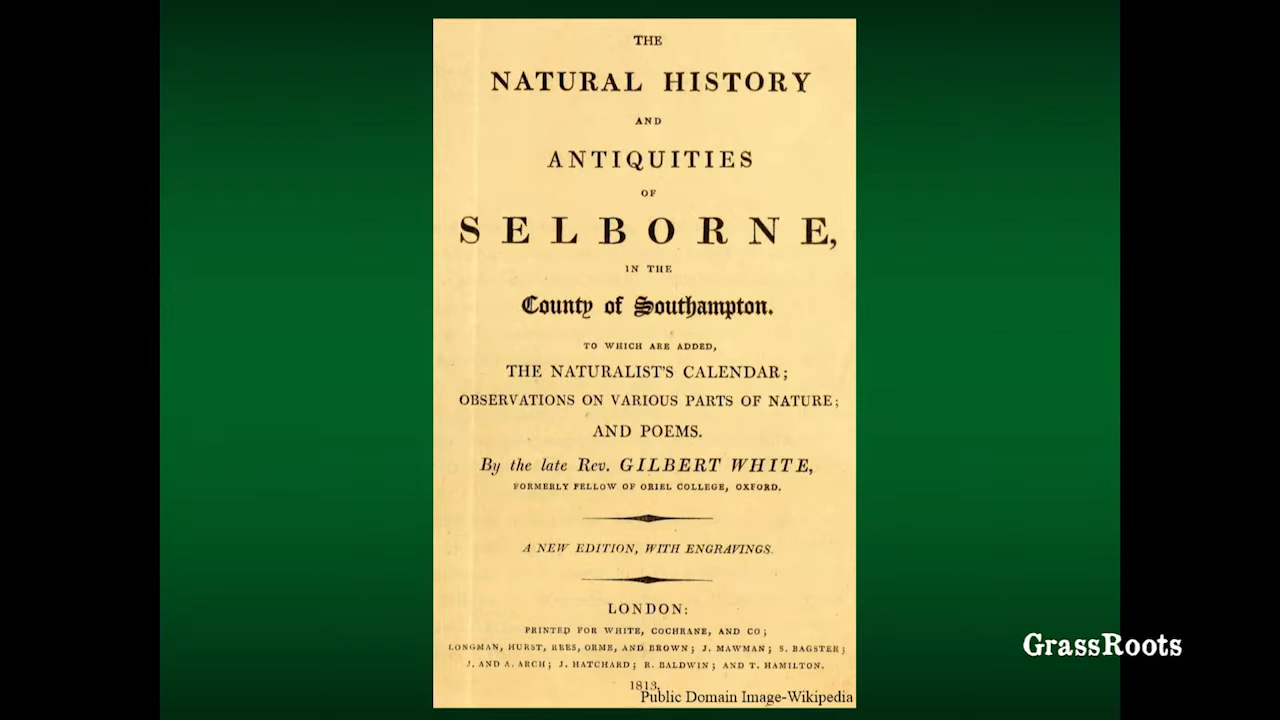 THE
NATURAL HISTORY
AND
ANTIQUITIES
OF
SELBORNE,
IN THE
County of Southampton.
TO WHICH ARE ADDED,
THE NATURALIST'S CALENDAR;
OBSERVATIONS ON VARIOUS PARTS OF NATURE;
AND POEMS.
By the late Rev. GILBERT WHITE,
FORMERLY FELLOW OF ORIEL COLLEGE, OXFORD.
A NEW EDITION, WITH ENGRAVINGS.
LONDON:
PRINTED FOR WHITE, COCHRANE, AND CO;
LONGMAN, HURST, REES, ORME, AND BROWN; J. MAWMAN; S. BAGSTER;
J. AND A. ARCH; J. HATCHARD; R. BALDWIN; AND T. HAMILTON.
1813.
Public Domain Image-Wikipedia
GrassRoots